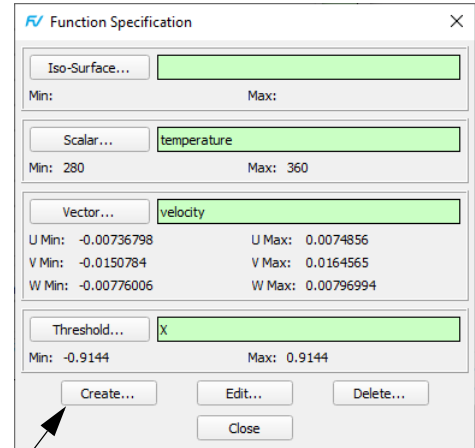 FV Function Specification
Iso-Surface...
Min: Max:
Scalar... temperature
Min: 280 Max: 360
Vector... velocity
U Min: -0.00736798 U Max: 0.0074856
V Min: -0.0150784 V Max: 0.0164565
W Min: -0.00776006 W Max: 0.00796994
Threshold... X
Min: -0.9144 Max: 0.9144
Create... Edit... Delete...
Close